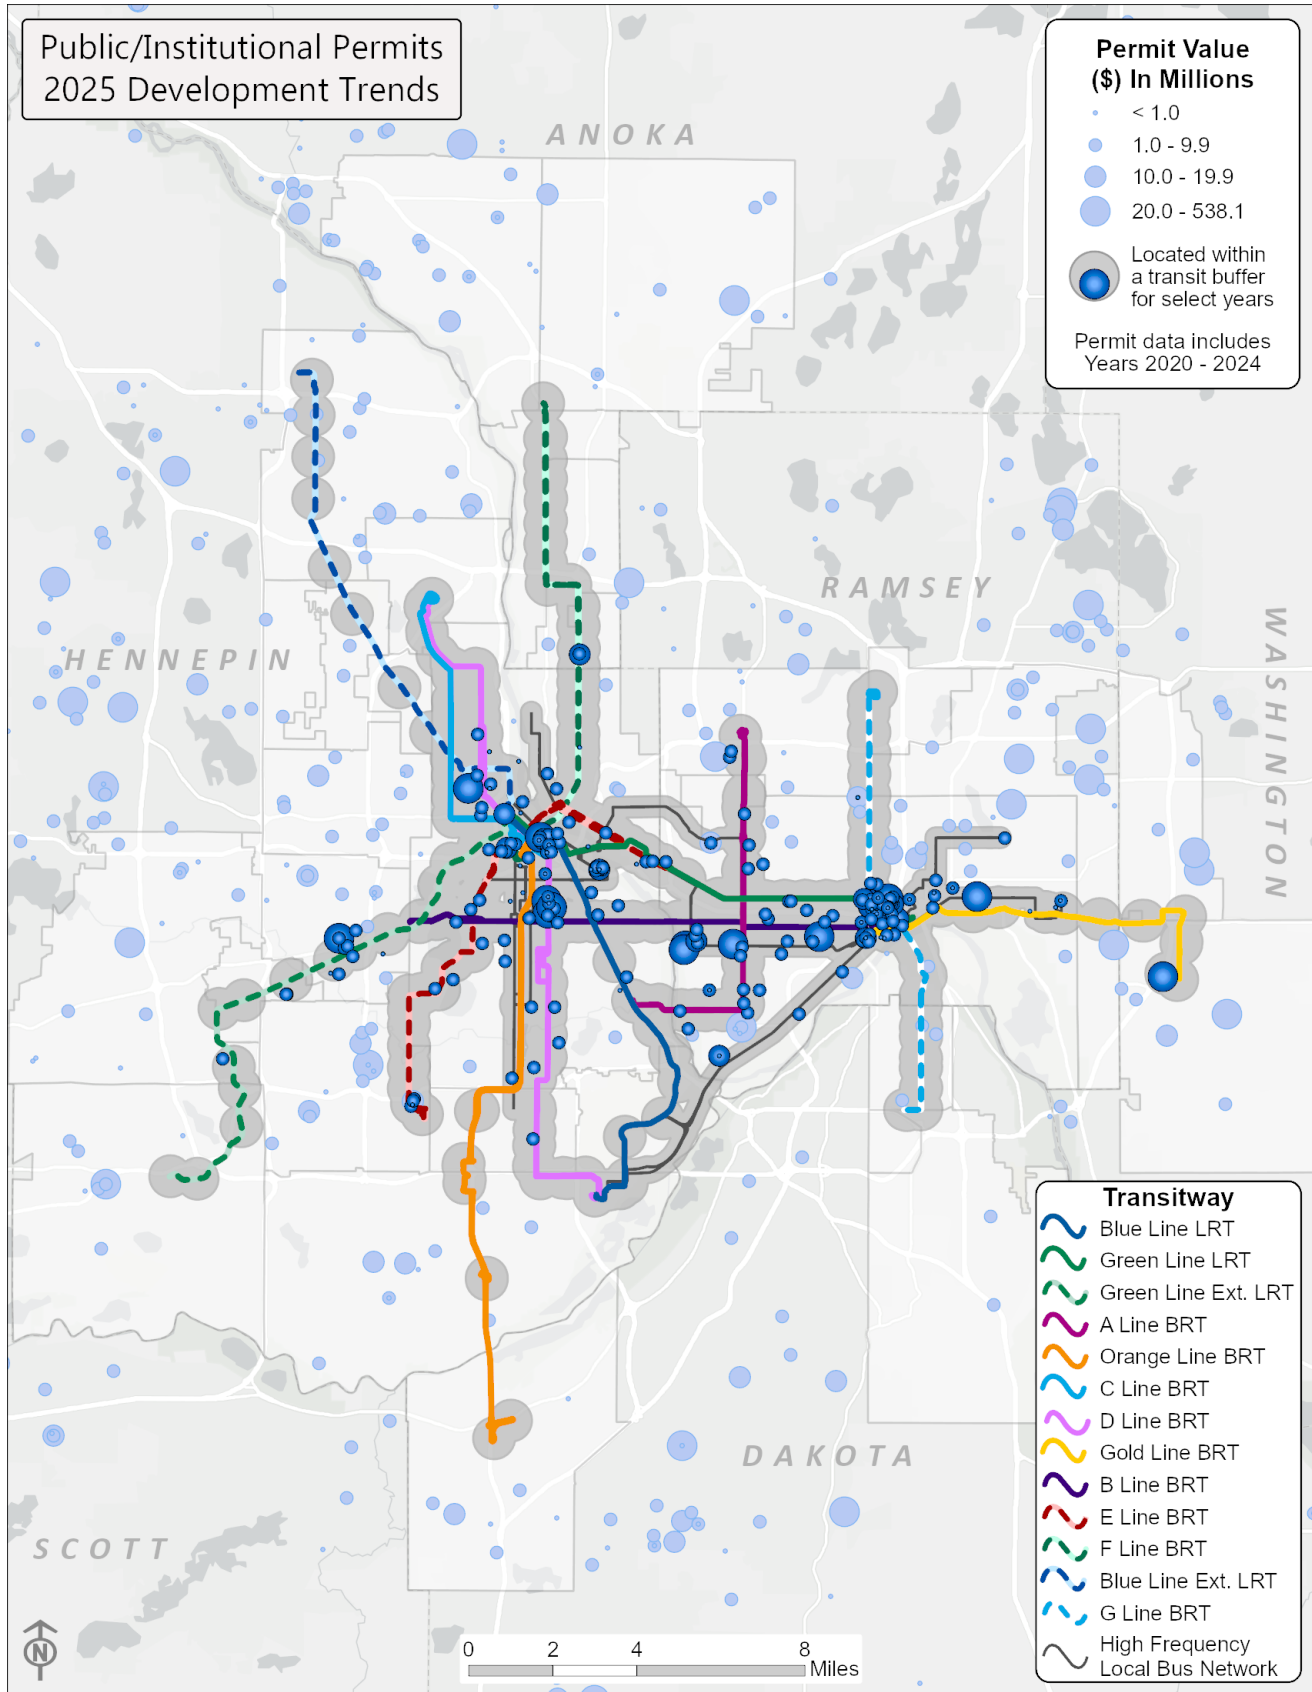 Public/Institutional Permits
2025 Development Trends
Permit Value
($) In Millions
< 1.0
1.0 - 9.9
10.0 - 19.9
20.0 - 538.1
Located within
a transit buffer
for select years
Permit data includes
Years 2020 - 2024
ANOKA
RAMSEY
HENNEPIN
WASHINGTON
DAKOTA
SCOTT
Transitway
Blue Line LRT
Green Line LRT
Green Line Ext. LRT
A Line BRT
Orange Line BRT
C Line BRT
D Line BRT
Gold Line BRT
B Line BRT
E Line BRT
F Line BRT
Blue Line Ext. LRT
G Line BRT
High Frequency
Local Bus Network
N
0 2 4 8
Miles